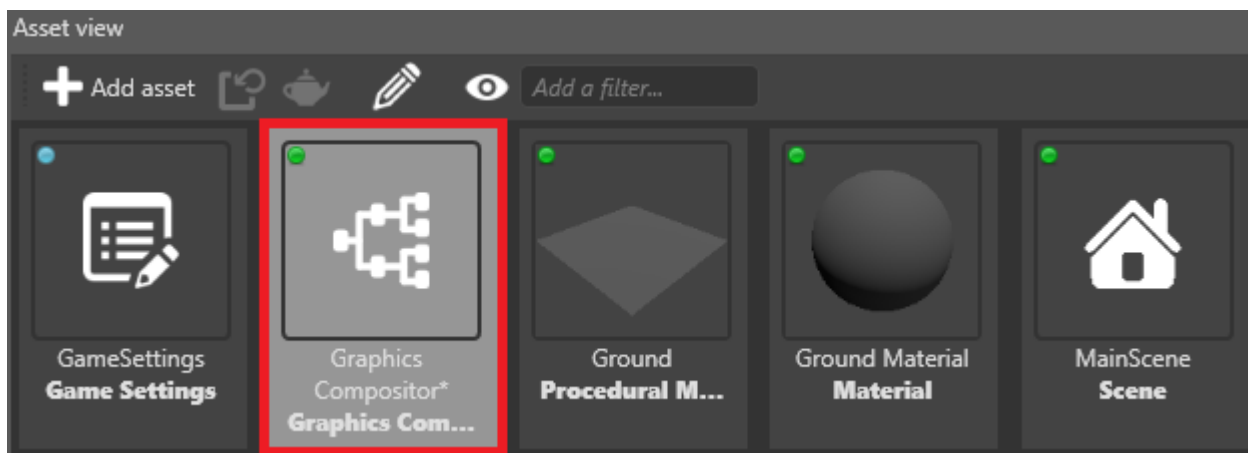 Asset view
Add asset
Add a filter...
GameSettings
Game Settings
Graphics
Compositor*
Graphics Com...
Ground
Procedural M...
Ground Material
Material
MainScene
Scene